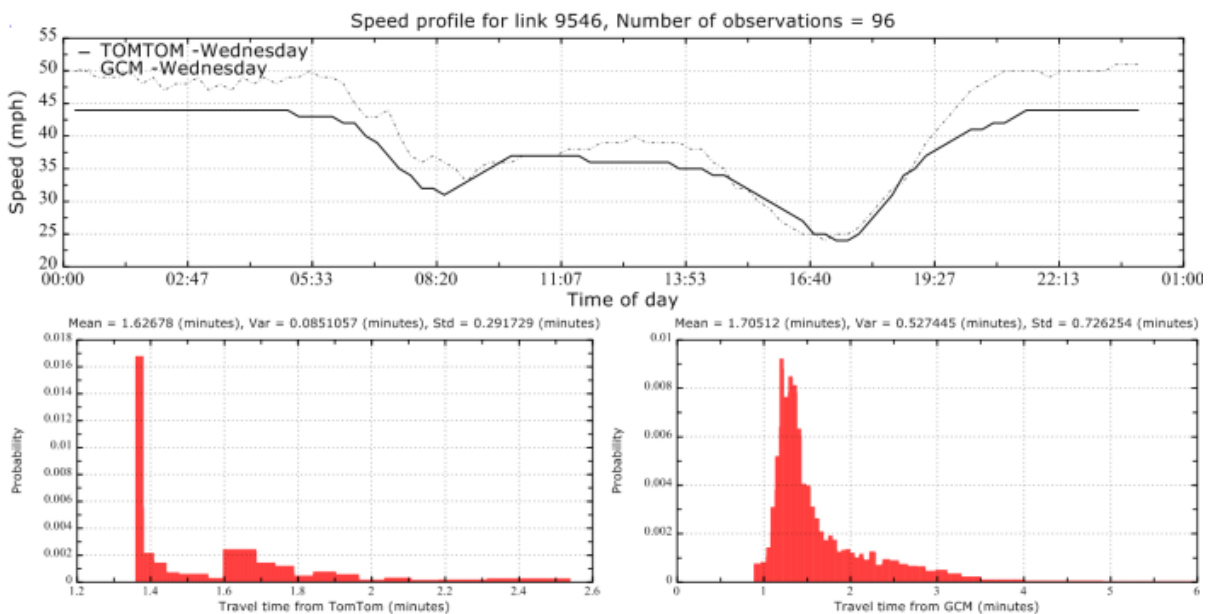 Speed profile for link 9546, Number of observations = 96
55
TOMTOM -Wednesday
50
GCM -Wednesday
45
40
35
30
25
20
Speed (mph)
00:00 02:47 05:33 08:20 11:07 13:53 16:40 19:27 22:13 01:00
Time of day
Mean = 1.62678 (minutes), Var = 0.0851057 (minutes), Std = 0.291729 (minutes)
0.018
0.016
0.014
0.012
0.01
0.008
0.006
0.004
0.002
0
Probability
1.2 1.4 1.6 1.8 2 2.2 2.4 2.6
Travel time from TomTom (minutes)
Mean = 1.70512 (minutes), Var = 0.527445 (minutes), Std = 0.726254 (minutes)
0.01
0.008
0.006
0.004
0.002
0
Probability
0 1 2 3 4 5 6
Travel time from GCM (minutes)